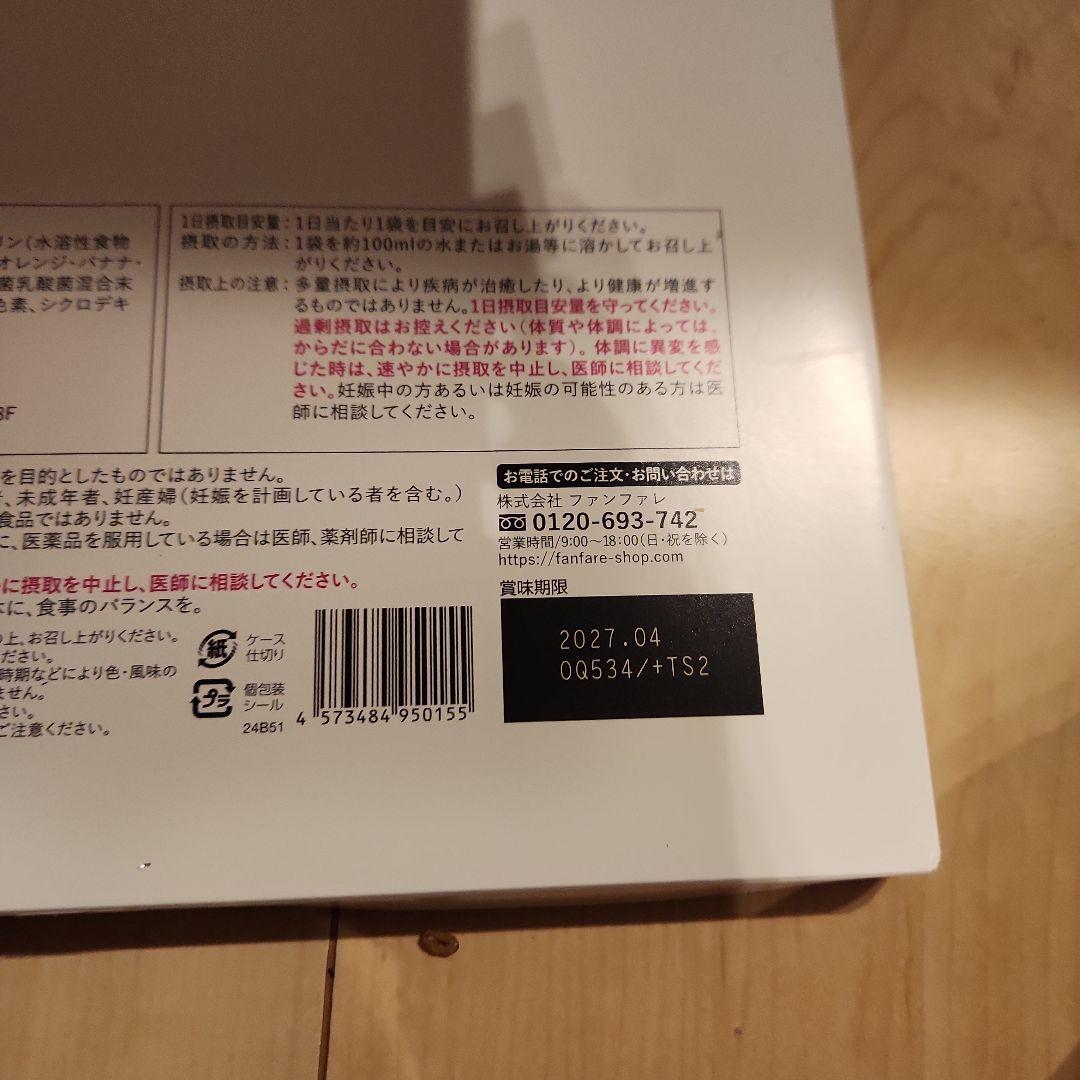 リン(水溶性食物
オレンジ・バナナ・
菌乳酸菌混合末
色素、シクロデキ
3F
1日摂取目安量：1日当たり1袋を目安にお召し上がりください。
摂取の方法：1袋を約100mlの水またはお湯等に溶かしてお召し上
がりください。
摂取上の注意：多量摂取により疾病が治癒したり、より健康が増進す
るものではありません。1日摂取目安量を守ってください。
過剰摂取はお控えください(体質や体調によっては、
からだに合わない場合があります)。体調に異変を感
じた時は、速やかに摂取を中止し、医師に相談してくだ
さい。妊娠中の方あるいは妊娠の可能性のある方は医
師に相談してください。
を目的としたものではありません。
、未成年者、妊産婦(妊娠を計画している者を含む。)
食品ではありません。
に、医薬品を服用している場合は医師、薬剤師に相談して
に摂取を中止し、医師に相談してください。
に、食事のバランスを。
上、お召し上がりください。
ださい。
時期などにより色・風味の
ません。
さい。
ご注意ください。
紙
ケース
仕切り
プラ
個包装
シール
24B51
4 573484 950155
お電話でのご注文・お問い合わせは
株式会社 ファンファレ
0120-693-742
営業時間/9:00～18:00(日・祝を除く)
https://fanfare-shop.com
賞味期限
2027.04
0Q534/+TS2